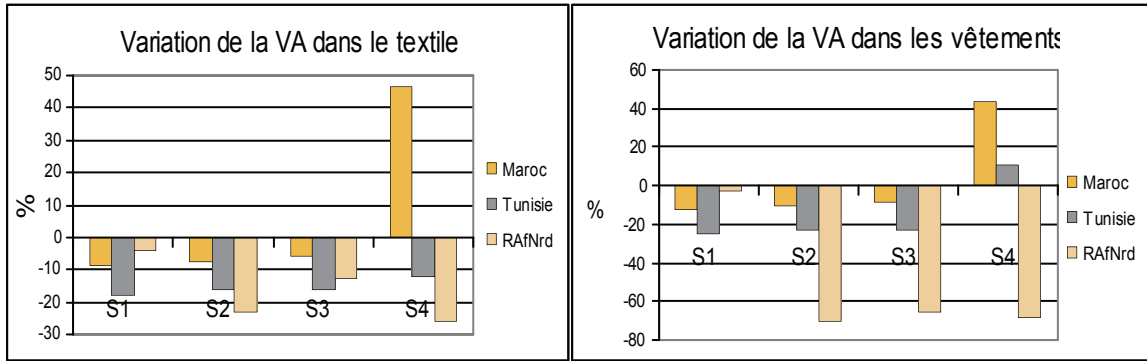 Variation de la VA dans le textile
50
40
30
20
10
0
-10
-20
-30
%
S1
S2
S3
S4
Maroc
Tunisie
RAfNrd
Variation de la VA dans les vêtements
60
40
20
0
-20
-40
-60
-80
%
S1
S2
S3
S4
Maroc
Tunisie
RAfNrd